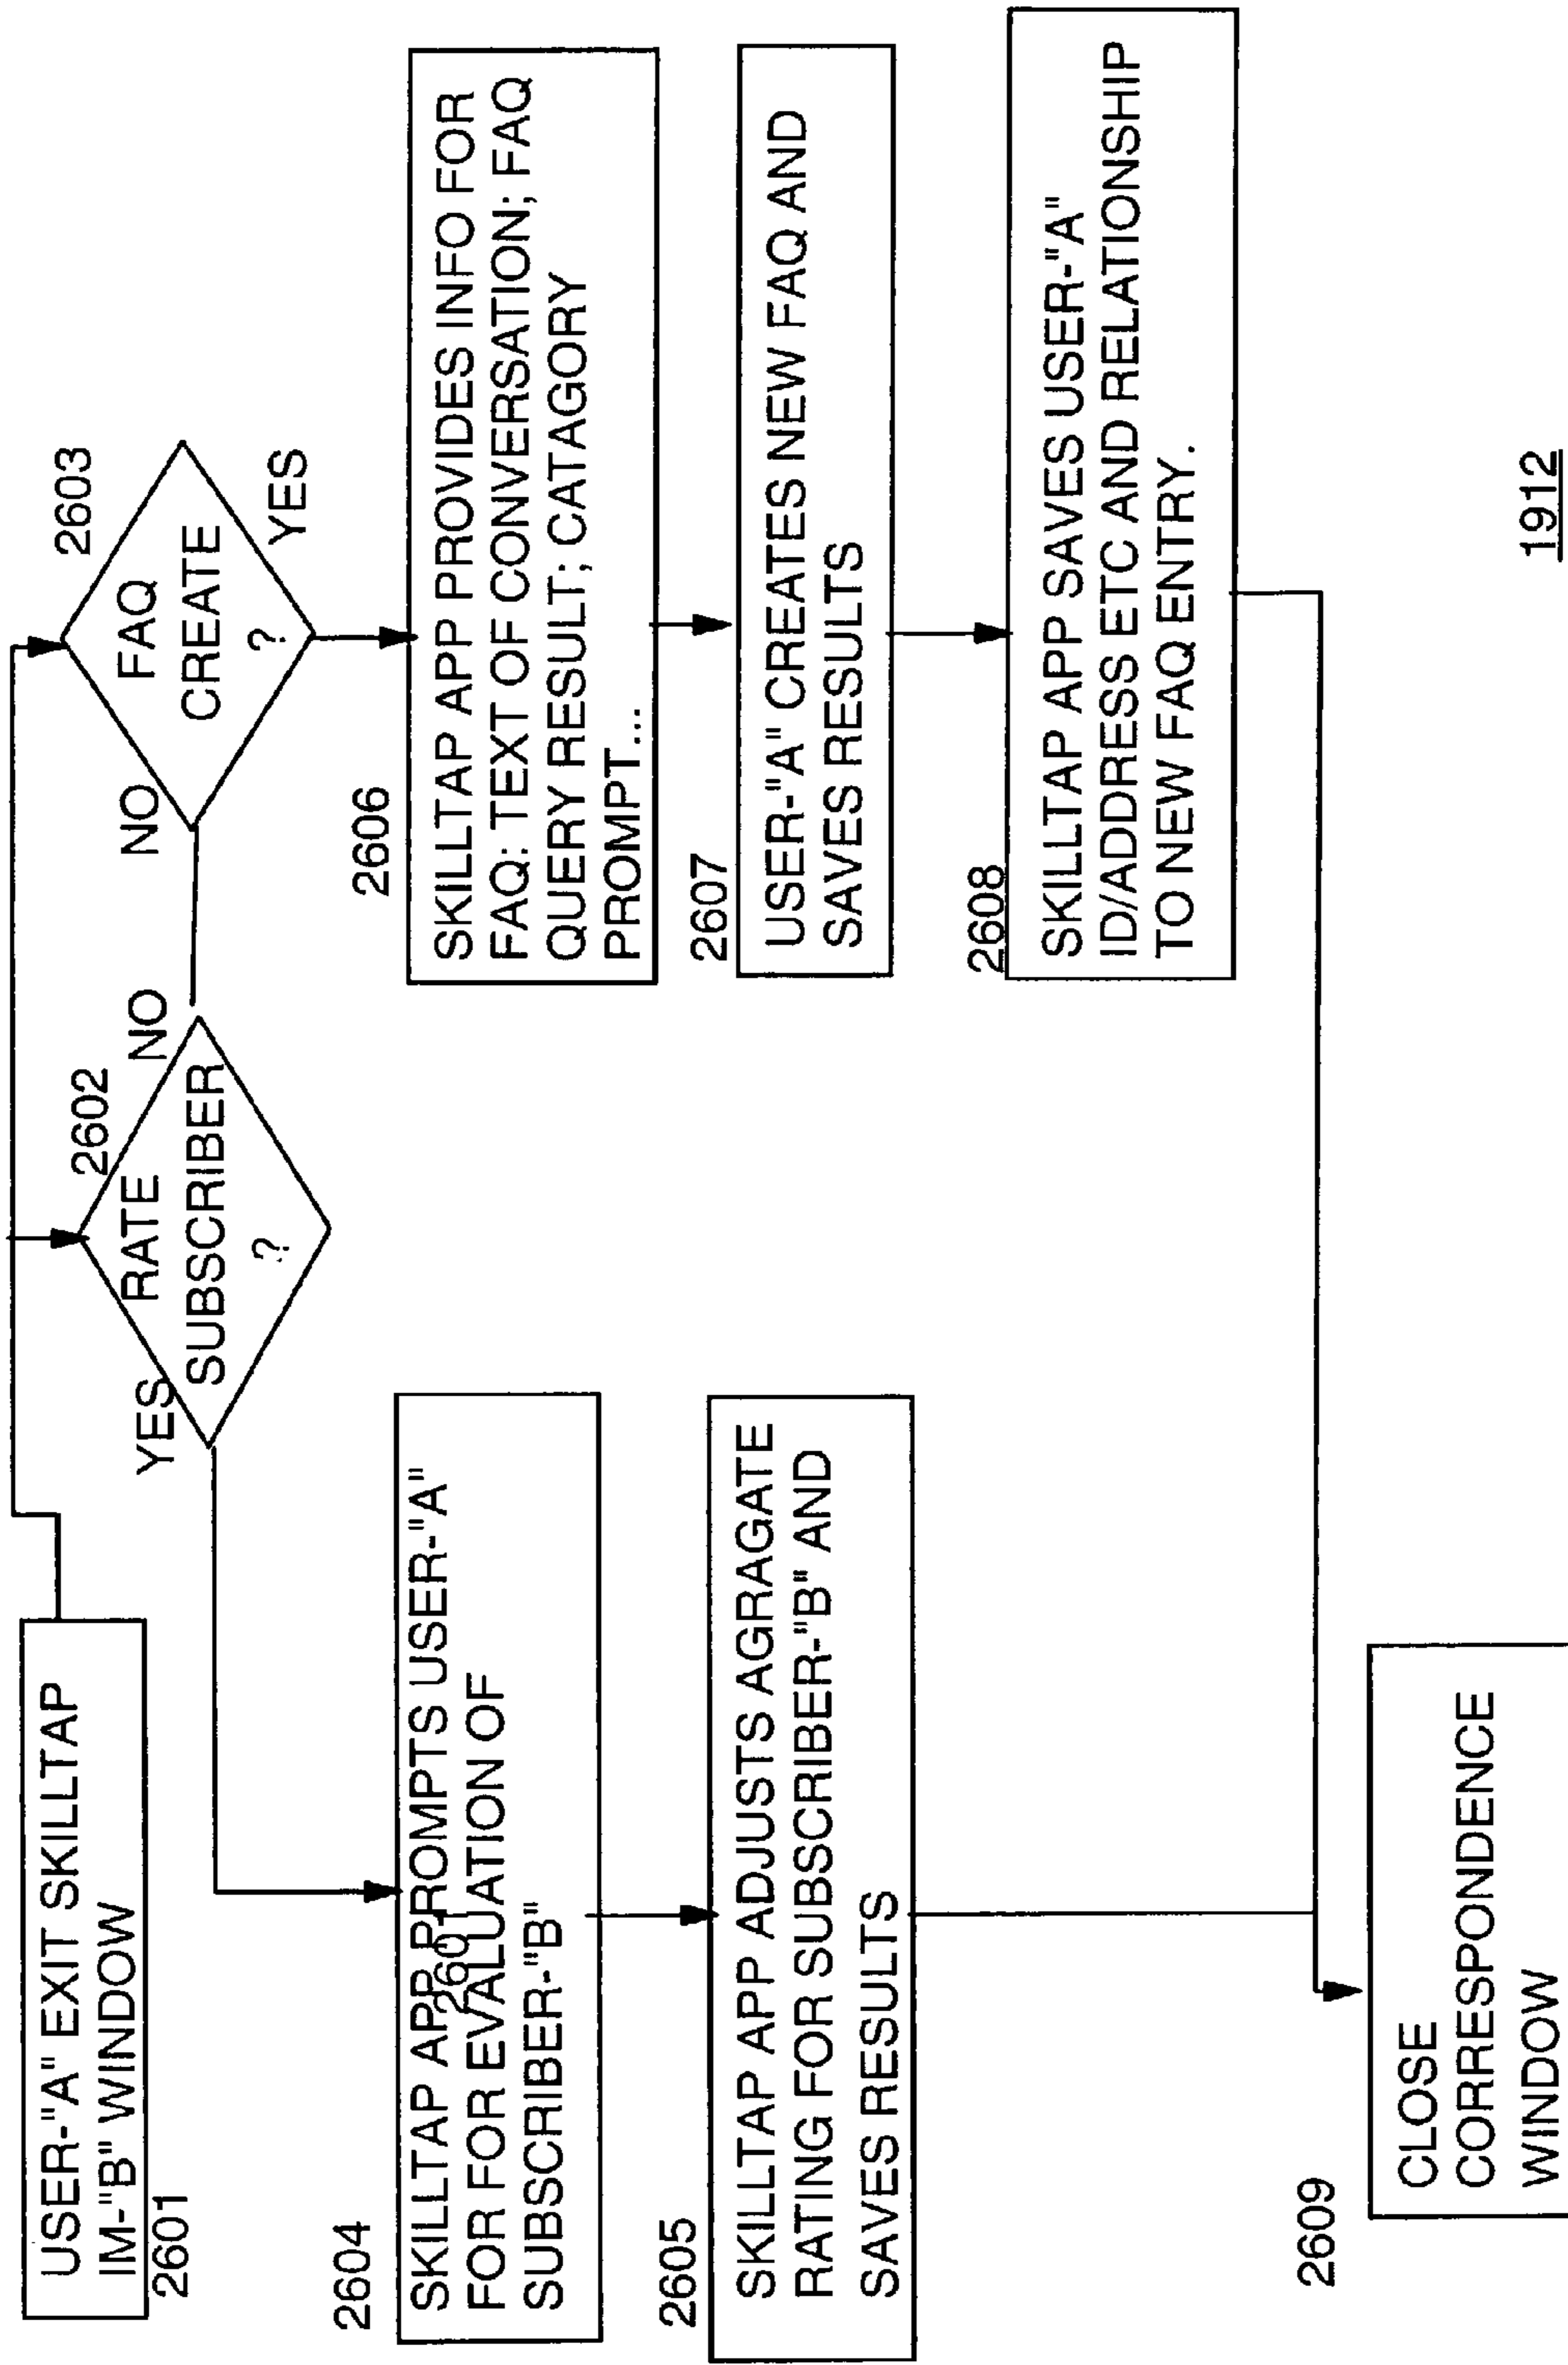 USER-"A" EXIT SKILLTAP
IM-"B" WINDOW
2601
2602
RATE
SUBSCRIBER
?
YES
NO
2603
FAQ
CREATE
?
NO
YES
2604
SKILLTAP APP PROMPTS USER-"A"
2601
FOR FOR EVALUATION OF
SUBSCRIBER-"B"
2605
SKILLTAP APP ADJUSTS AGRAGATE
RATING FOR SUBSCRIBER-"B" AND
SAVES RESULTS
2606
SKILLTAP APP PROVIDES INFO FOR
FAQ: TEXT OF CONVERSATION; FAQ
QUERY RESULT; CATAGORY
PROMPT...
2607
USER-"A" CREATES NEW FAQ AND
SAVES RESULTS
2608
SKILLTAP APP SAVES USER-"A"
ID/ADDRESS ETC AND RELATIONSHIP
TO NEW FAQ ENTRY.
2609
CLOSE
CORRESPONDENCE
WINDOW
1912